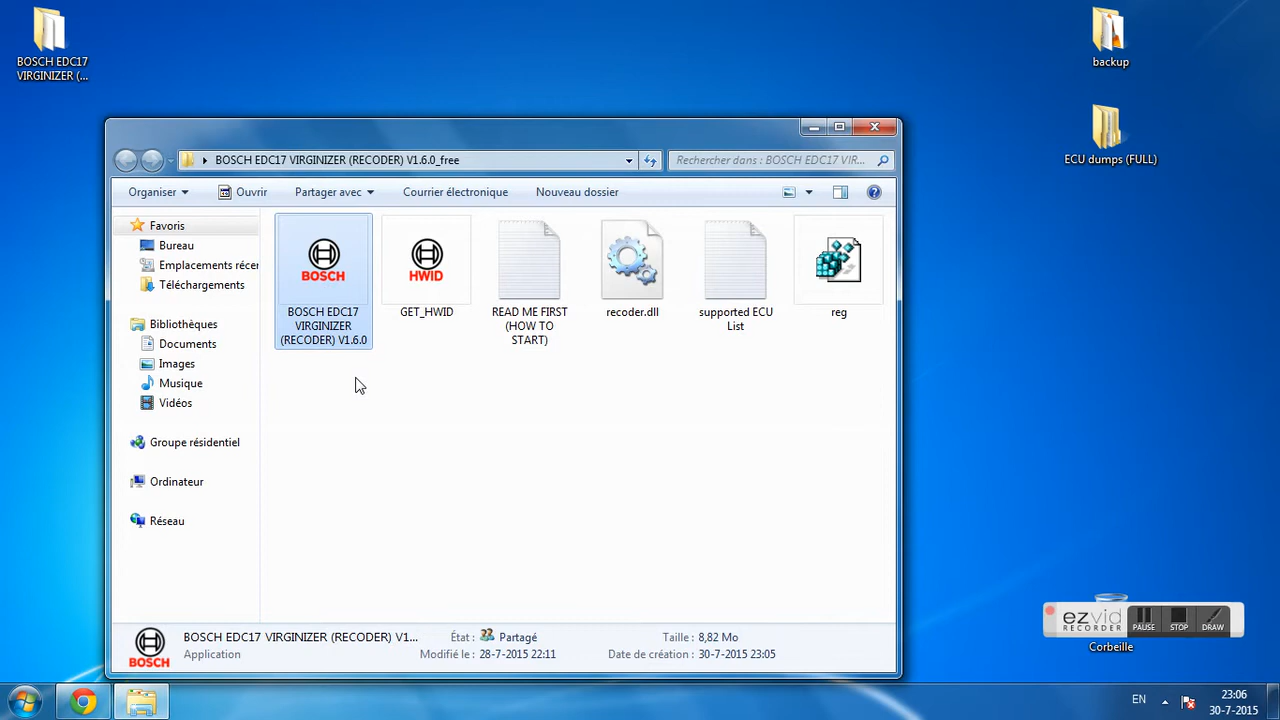 BOSCH EDC17
VIRGINIZER (...
backup
ECU dumps (FULL)
BOSCH EDC17 VIRGINIZER (RECODER) V1.6.0_free
Rechercher dans : BOSCH EDC17 VIR...
Organiser
Ouvrir
Partager avec
Courrier électronique
Nouveau dossier
Favoris
Bureau
Emplacements récer
Téléchargements
Bibliothèques
Documents
Images
Musique
Vidéos
Groupe résidentiel
Ordinateur
Réseau
BOSCH
BOSCH EDC17
VIRGINIZER
(RECODER) V1.6.0
HWID
GET_HWID
READ ME FIRST
(HOW TO
START)
recoder.dll
supported ECU
List
reg
BOSCH
BOSCH EDC17 VIRGINIZER (RECODER) V1...
Application
État : Partagé
Modifié le : 28-7-2015 22:11
Taille : 8,82 Mo
Date de création : 30-7-2015 23:05
ezvid
RECORDER
PAUSE
STOP
DRAW
Corbeille
EN
23:06
30-7-2015